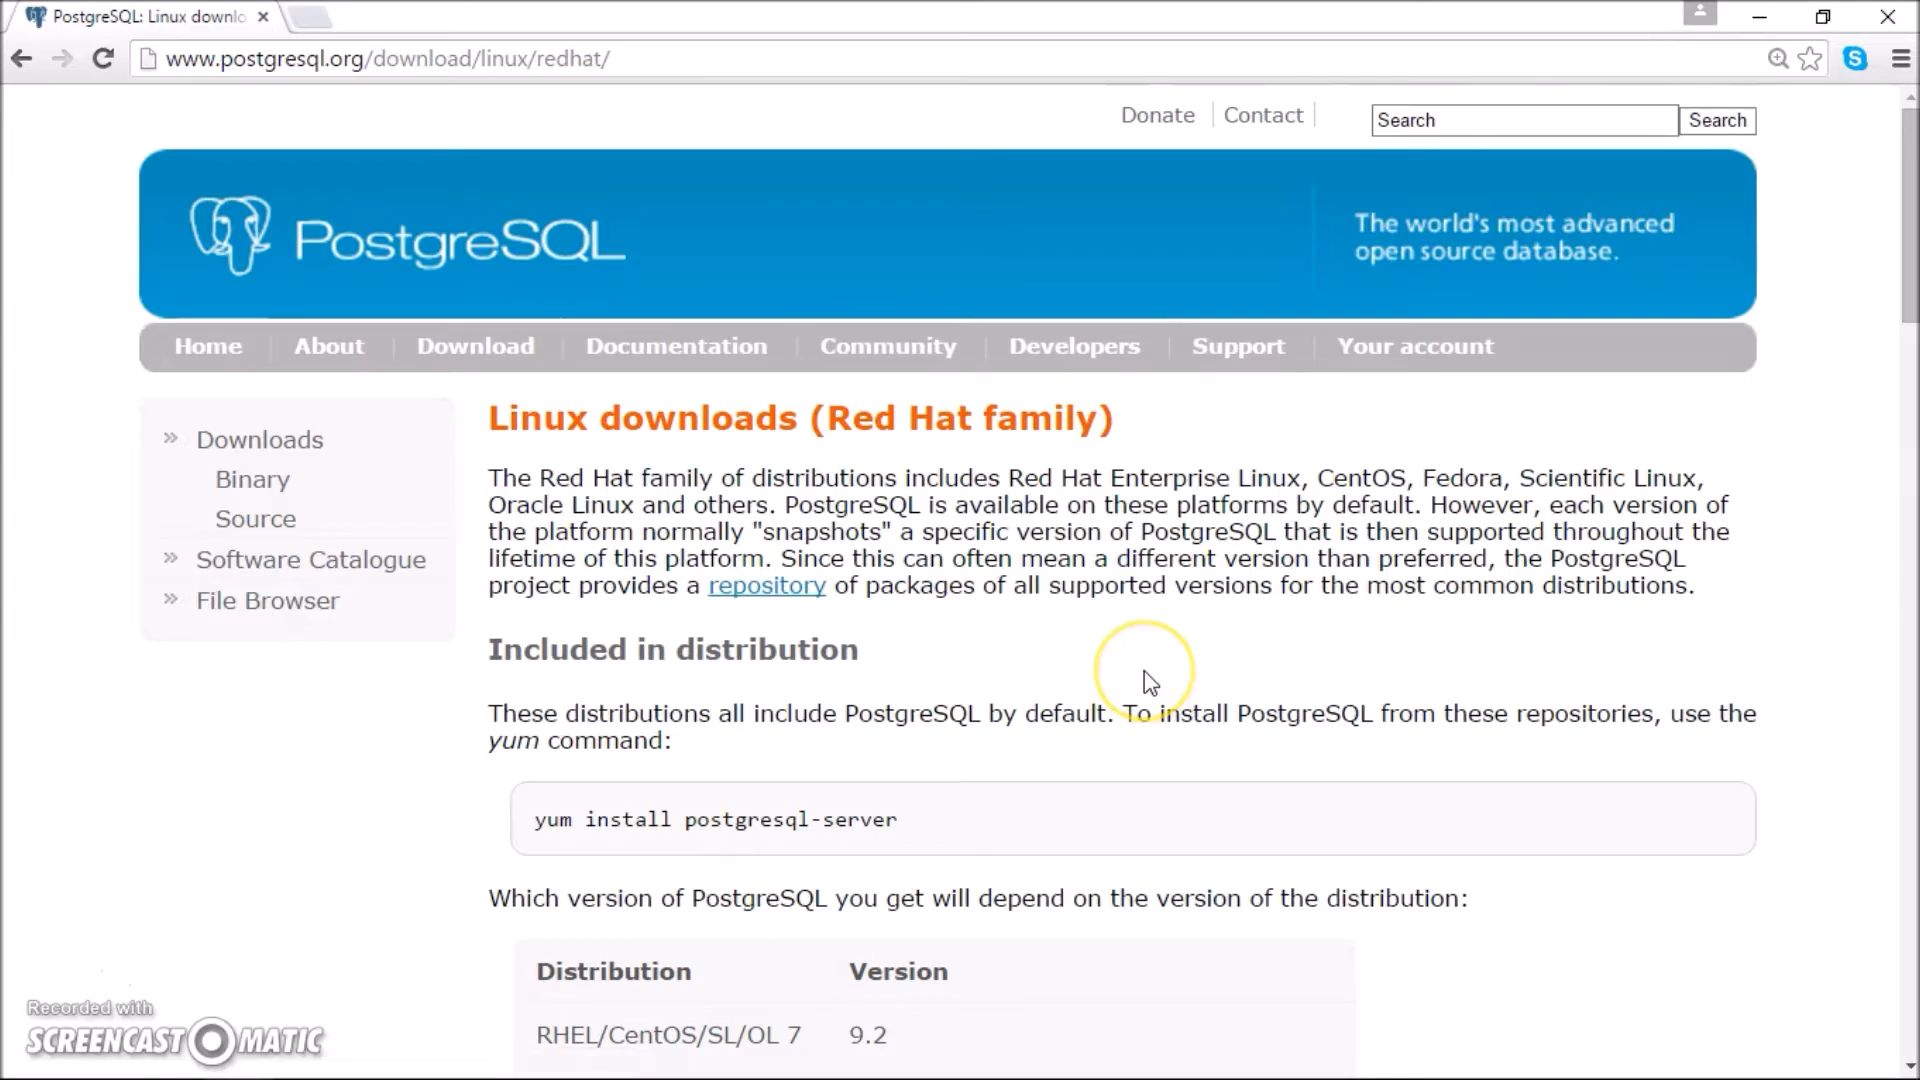 PostgreSQL: Linux downlo
www.postgresql.org/download/linux/redhat/
Donate
Contact
Search
Search
PostgreSQL
The world's most advanced
open source database.
Home
About
Download
Documentation
Community
Developers
Support
Your account
» Downloads
Binary
Source
» Software Catalogue
» File Browser
Linux downloads (Red Hat family)
The Red Hat family of distributions includes Red Hat Enterprise Linux, CentOS, Fedora, Scientific Linux,
Oracle Linux and others. PostgreSQL is available on these platforms by default. However, each version of
the platform normally "snapshots" a specific version of PostgreSQL that is then supported throughout the
lifetime of this platform. Since this can often mean a different version than preferred, the PostgreSQL
project provides a repository of packages of all supported versions for the most common distributions.
Included in distribution
These distributions all include PostgreSQL by default. To install PostgreSQL from these repositories, use the
yum command:
yum install postgresql-server
Which version of PostgreSQL you get will depend on the version of the distribution:
Distribution Version
RHEL/CentOS/SL/OL 7 9.2
Recorded with
SCREENCAST MATIC